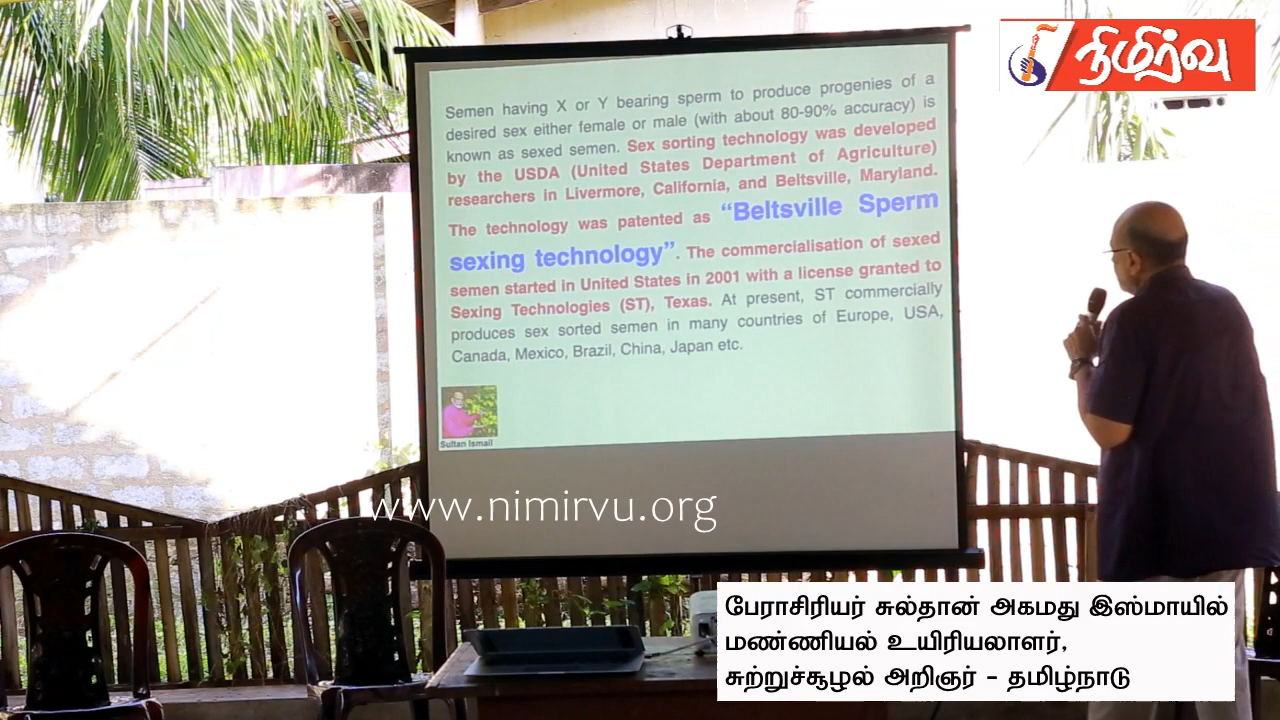 நிமிர்வு
Semen having X or Y bearing sperm to produce progenies of a
desired sex either female or male (with about 80-90% accuracy) is
known as sexed semen. Sex sorting technology was developed
by the USDA (United States Department of Agriculture)
researchers in Livermore, California, and Beltsville, Maryland.
The technology was patented as “Beltsville Sperm
sexing technology”. The commercialisation of sexed
semen started in United States in 2001 with a license granted to
Sexing Technologies (ST), Texas. At present, ST commercially
produces sex sorted semen in many countries of Europe, USA,
Canada, Mexico, Brazil, China, Japan etc.
Sultan Ismail
www.nimirvu.org
பேராசிரியர் சுல்தான் அகமது இஸ்மாயில்
மண்ணியல் உயிரியலாளர்,
சுற்றுச்சூழல் அறிஞர் - தமிழ்நாடு